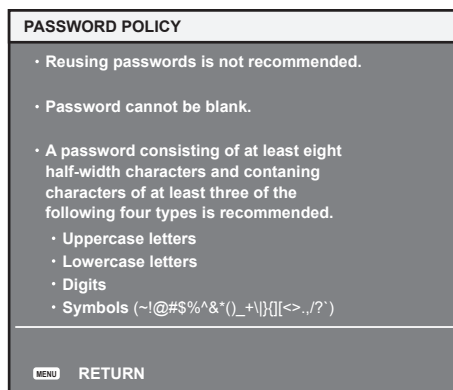 PASSWORD POLICY
・Reusing passwords is not recommended.
・Password cannot be blank.
・A password consisting of at least eight
half-width characters and contaning
characters of at least three of the
following four types is recommended.
・Uppercase letters
・Lowercase letters
・Digits
・Symbols (~!@#$%^&*()_+\|}{][<>.,/?`)
MENU RETURN